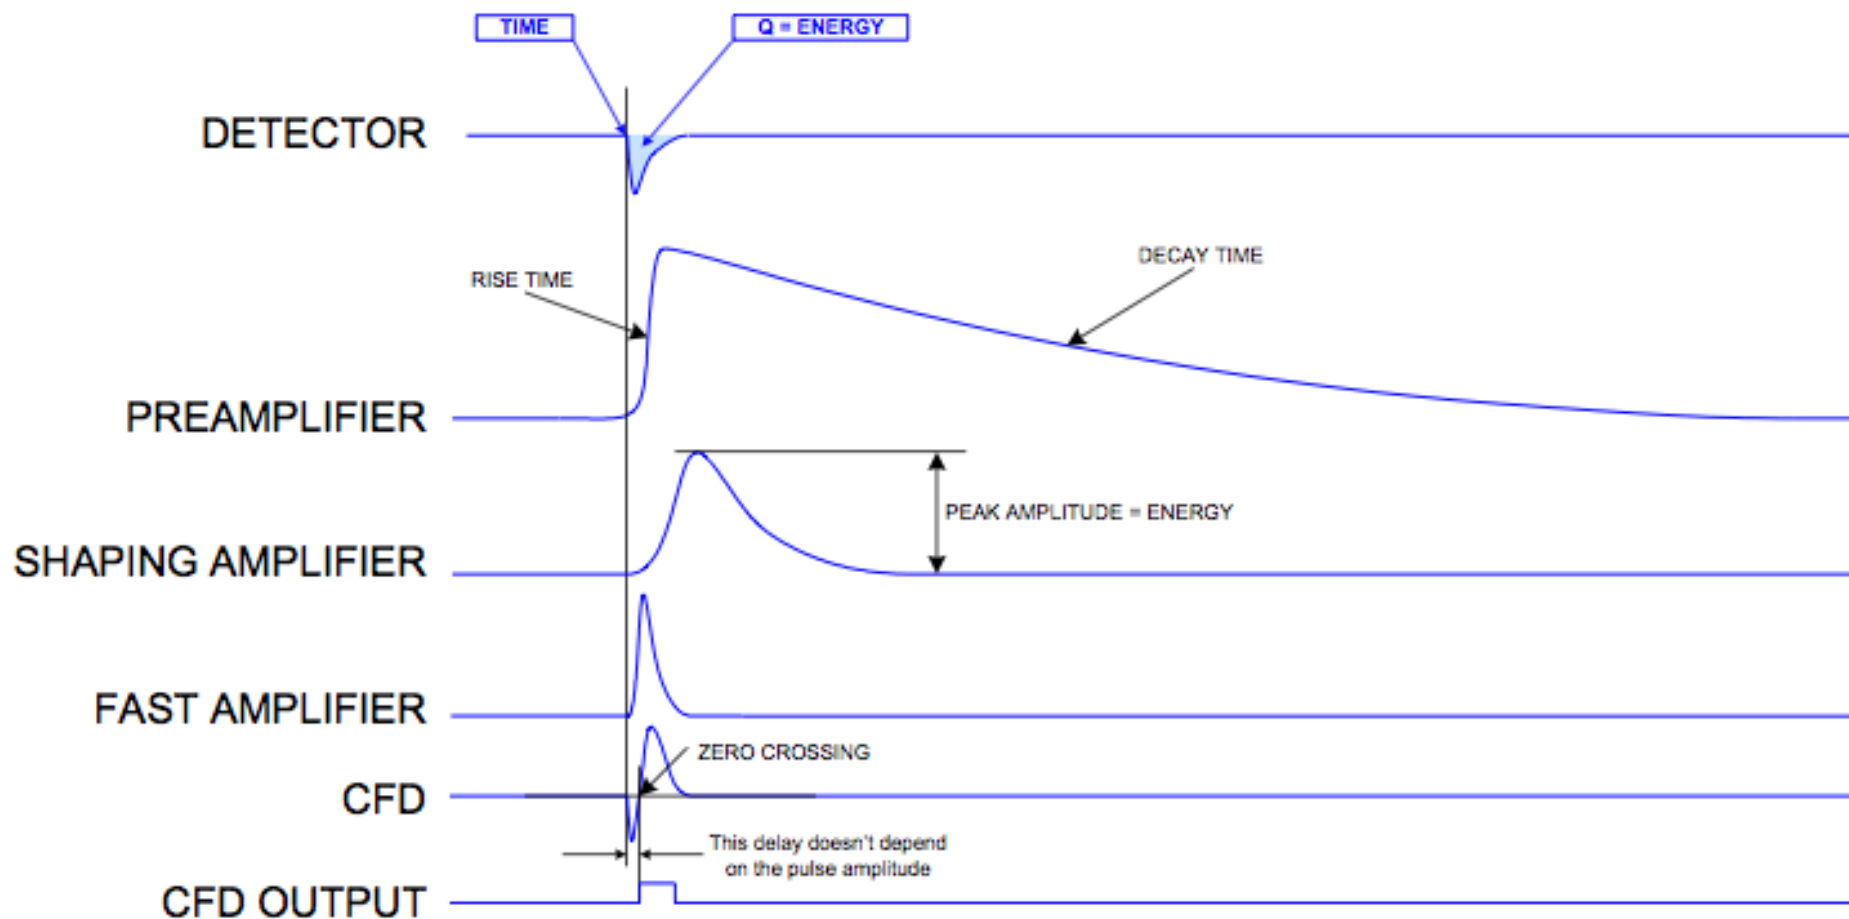 TIME
Q = ENERGY
DETECTOR
RISE TIME
DECAY TIME
PREAMPLIFIER
PEAK AMPLITUDE = ENERGY
SHAPING AMPLIFIER
FAST AMPLIFIER
ZERO CROSSING
CFD
This delay doesn't depend
on the pulse amplitude
CFD OUTPUT